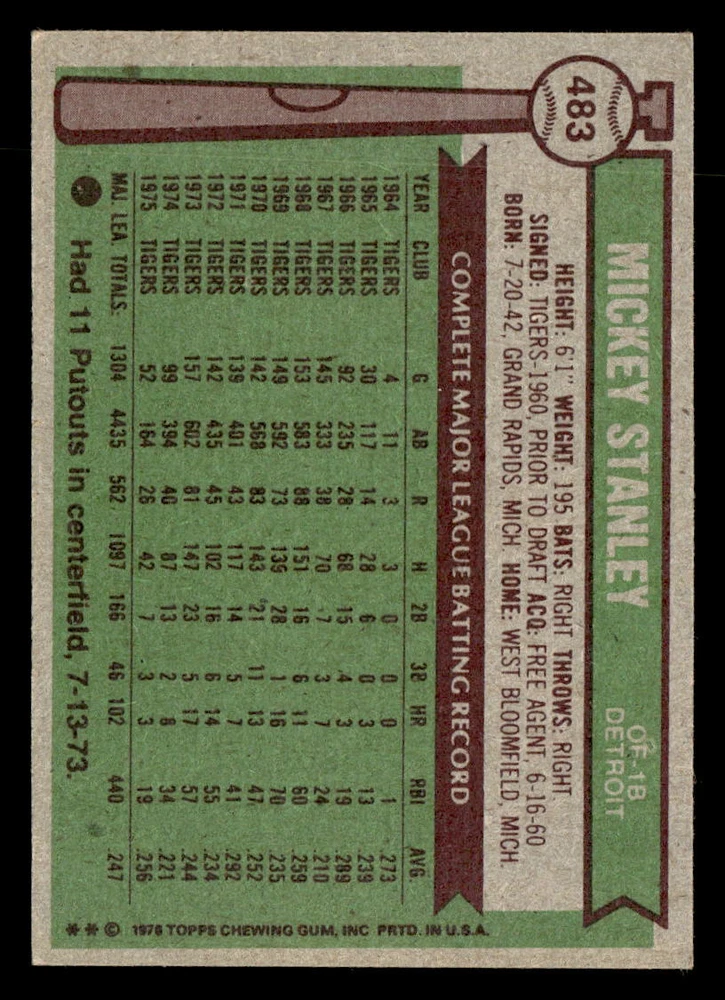 483
MICKEY STANLEY
OF-1B
DETROIT
HEIGHT: 6'1" WEIGHT: 195 BATS: RIGHT THROWS: RIGHT
SIGNED: TIGERS-1960, PRIOR TO DRAFT ACQ: FREE AGENT, 6-16-60
BORN: 7-20-42, GRAND RAPIDS, MICH HOME: WEST BLOOMFIELD, MICH.
COMPLETE MAJOR LEAGUE BATTING RECORD
YEAR CLUB G AB R H 2B 3B HR RBI AVG.
1964 TIGERS 4 11 3 3 0 0 0 1 .273
1965 TIGERS 30 117 14 28 6 0 3 13 .239
1966 TIGERS 92 235 28 68 15 4 3 19 .289
1967 TIGERS 145 333 38 70 7 3 7 24 .210
1968 TIGERS 153 583 88 151 16 6 11 60 .259
1969 TIGERS 149 592 73 139 28 1 16 70 .235
1970 TIGERS 142 568 83 143 21 11 13 47 .252
1971 TIGERS 139 401 43 117 14 5 7 41 .292
1972 TIGERS 142 435 45 102 16 6 14 55 .234
1973 TIGERS 157 602 81 147 23 5 17 57 .244
1974 TIGERS 99 394 40 87 13 2 8 34 .221
1975 TIGERS 52 164 26 42 7 3 3 19 .256
MAJ. LEA. TOTALS: 1304 4435 562 1097 166 46 102 440 .247
Had 11 Putouts in centerfield, 7-13-73.
** © 1976 TOPPS CHEWING GUM, INC. PRTD. IN U.S.A.